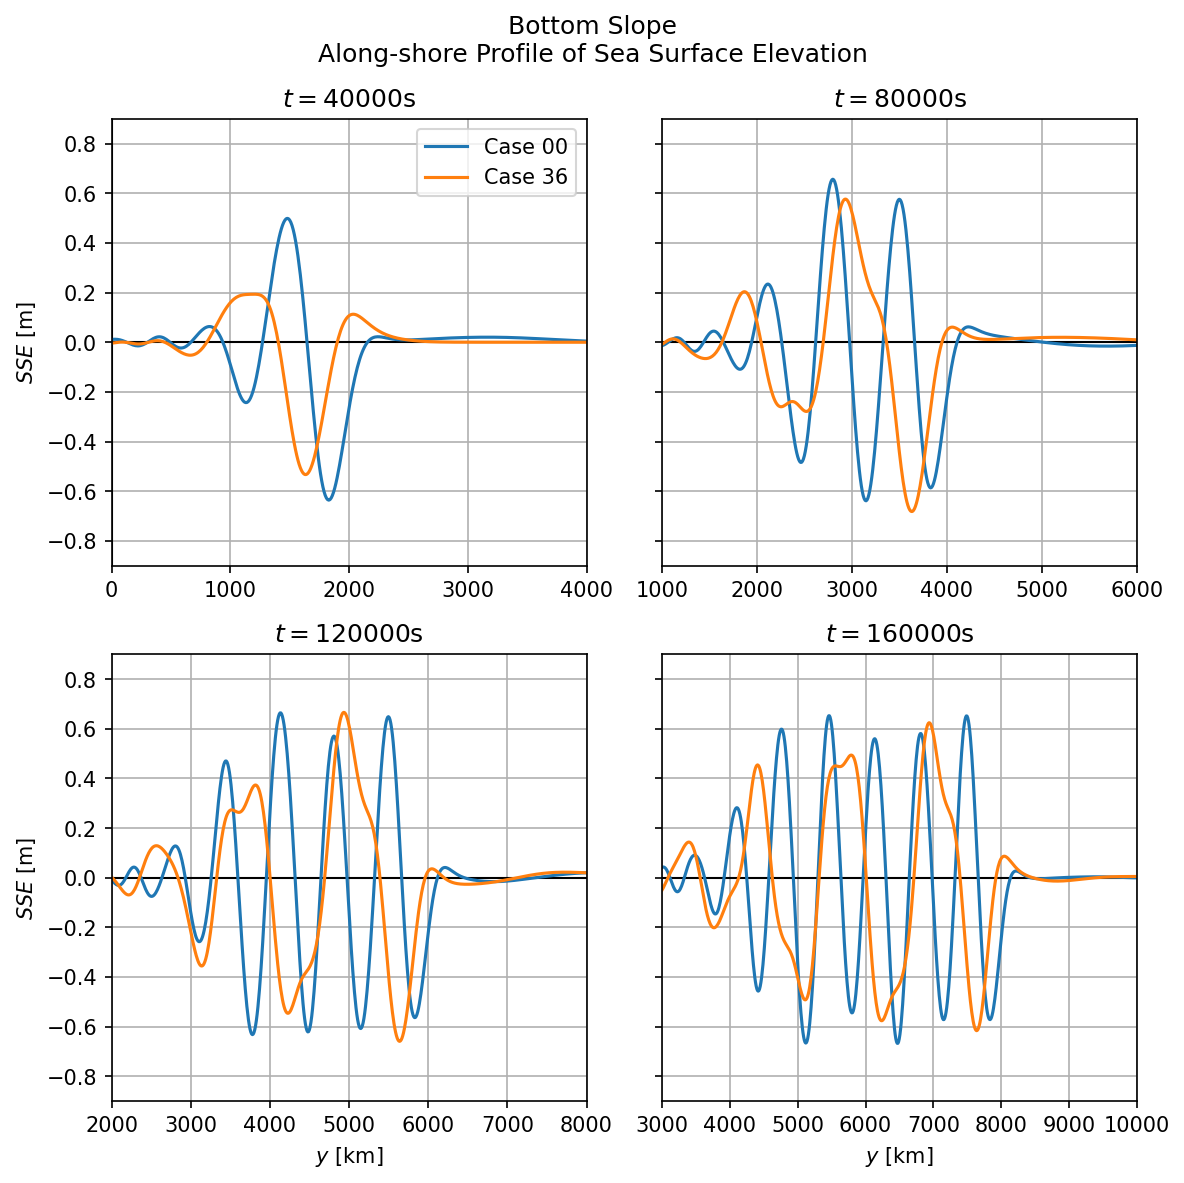 Bottom Slope
Along-shore Profile of Sea Surface Elevation
t = 40000s
0.8
0.6
0.4
0.2
0.0
−0.2
−0.4
−0.6
−0.8
SSE [m]
Case 00
Case 36
0 1000 2000 3000 4000
t = 80000s
1000 2000 3000 4000 5000 6000
t = 120000s
0.8
0.6
0.4
0.2
0.0
−0.2
−0.4
−0.6
−0.8
SSE [m]
2000 3000 4000 5000 6000 7000 8000
y [km]
t = 160000s
3000 4000 5000 6000 7000 8000 9000 10000
y [km]